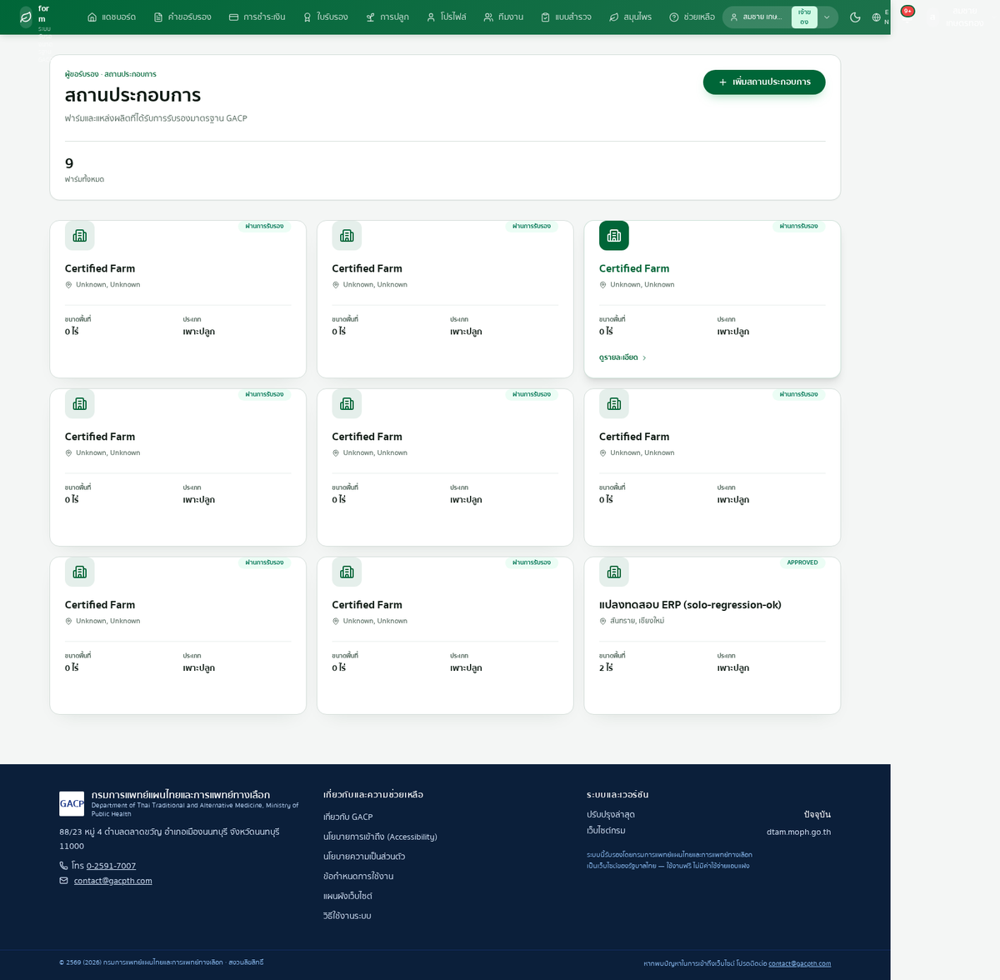 for
m
ระบบ
แดชบอร์ด
คำขอรับรอง
การชำระเงิน
ใบรับรอง
การปลูก
โปรไฟล์
ทีมงาน
แบบสำรวจ
สมุนไพร
ช่วยเหลือ
สมชาย เกษ...
เจ้าข
อง
E
N
9+
ผู้ขอรับรอง · สถานประกอบการ
สถานประกอบการ
ฟาร์มและแหล่งผลิตที่ได้รับการรับรองมาตรฐาน GACP
เพิ่มสถานประกอบการ
9
ฟาร์มทั้งหมด
ผ่านการรับรอง
Certified Farm
Unknown, Unknown
ขนาดพื้นที่
ประเภท
0 ไร่
เพาะปลูก
ผ่านการรับรอง
Certified Farm
Unknown, Unknown
ขนาดพื้นที่
ประเภท
0 ไร่
เพาะปลูก
ผ่านการรับรอง
Certified Farm
Unknown, Unknown
ขนาดพื้นที่
ประเภท
0 ไร่
เพาะปลูก
ดูรายละเอียด
ผ่านการรับรอง
Certified Farm
Unknown, Unknown
ขนาดพื้นที่
ประเภท
0 ไร่
เพาะปลูก
ผ่านการรับรอง
Certified Farm
Unknown, Unknown
ขนาดพื้นที่
ประเภท
0 ไร่
เพาะปลูก
ผ่านการรับรอง
Certified Farm
Unknown, Unknown
ขนาดพื้นที่
ประเภท
0 ไร่
เพาะปลูก
ผ่านการรับรอง
Certified Farm
Unknown, Unknown
ขนาดพื้นที่
ประเภท
0 ไร่
เพาะปลูก
ผ่านการรับรอง
Certified Farm
Unknown, Unknown
ขนาดพื้นที่
ประเภท
0 ไร่
เพาะปลูก
APPROVED
แปลงทดสอบ ERP (solo-regression-ok)
สันทราย, เชียงใหม่
ขนาดพื้นที่
ประเภท
2 ไร่
เพาะปลูก
GACP
กรมการแพทย์แผนไทยและการแพทย์ทางเลือก
Department of Thai Traditional and Alternative Medicine, Ministry of
Public Health
88/23 หมู่ 4 ตำบลตลาดขวัญ อำเภอเมืองนนทบุรี จังหวัดนนทบุรี
11000
โทร 0-2591-7007
contact@gacpth.com
เกี่ยวกับและความช่วยเหลือ
เกี่ยวกับ GACP
นโยบายการเข้าถึง (Accessibility)
นโยบายความเป็นส่วนตัว
ข้อกำหนดการใช้งาน
แผนผังเว็บไซต์
วิธีใช้งานระบบ
ระบบและเวอร์ชัน
ปรับปรุงล่าสุด
ปัจจุบัน
เว็บไซต์กรม
dtam.moph.go.th
ระบบนี้รับรองโดยกรมการแพทย์แผนไทยและการแพทย์ทางเลือก
เป็นเว็บไซต์ของรัฐบาลไทย — ใช้งานฟรี ไม่มีค่าใช้จ่ายแอบแฝง
© 2569 (2026) กรมการแพทย์แผนไทยและการแพทย์ทางเลือก · สงวนลิขสิทธิ์
หากพบปัญหาในการเข้าถึงเว็บไซต์ โปรดติดต่อ contact@gacpth.com